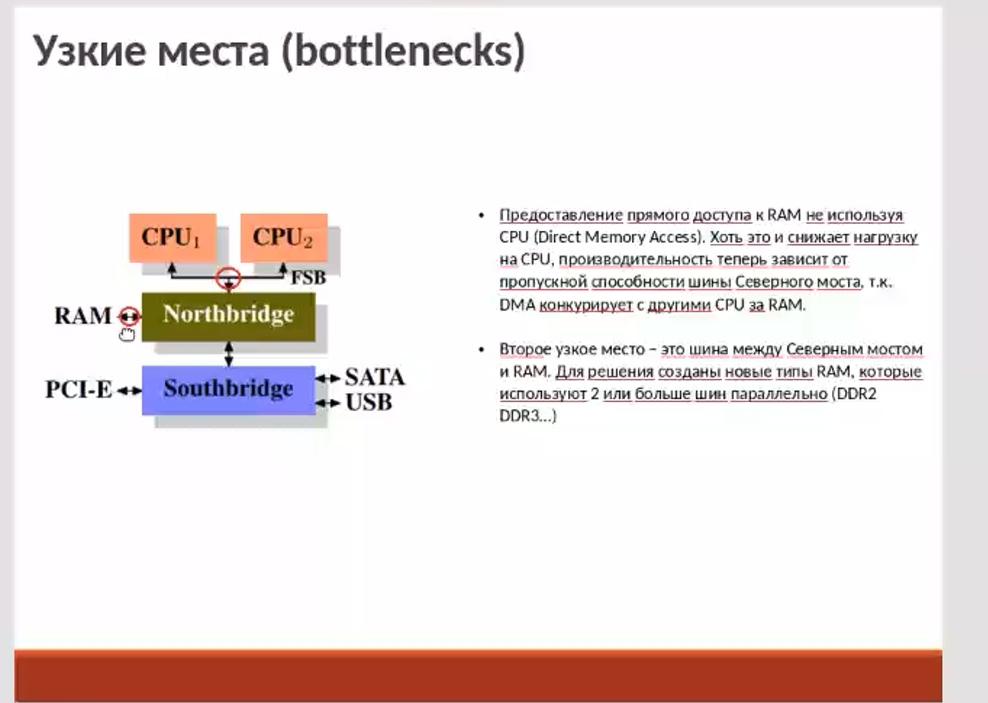 Узкие места (bottlenecks)
CPU₁ CPU₂
FSB
RAM Northbridge
PCI-E Southbridge SATA
USB
• Предоставление прямого доступа к RAM не используя
CPU (Direct Memory Access). Хоть это и снижает нагрузку
на CPU, производительность теперь зависит от
пропускной способности шины Северного моста, т.к.
DMA конкурирует с другими CPU за RAM.
• Второе узкое место – это шина между Северным мостом
и RAM. Для решения созданы новые типы RAM, которые
используют 2 или больше шин параллельно (DDR2
DDR3...)